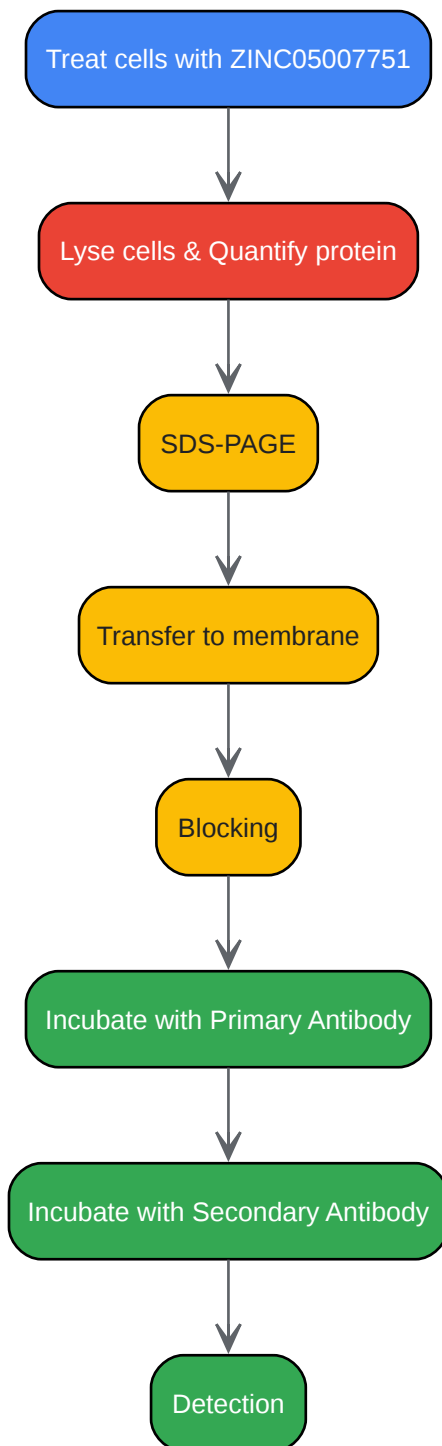 Treat cells with ZINC05007751
Lyse cells & Quantify protein
SDS-PAGE
Transfer to membrane
Blocking
Incubate with Primary Antibody
Incubate with Secondary Antibody
Detection